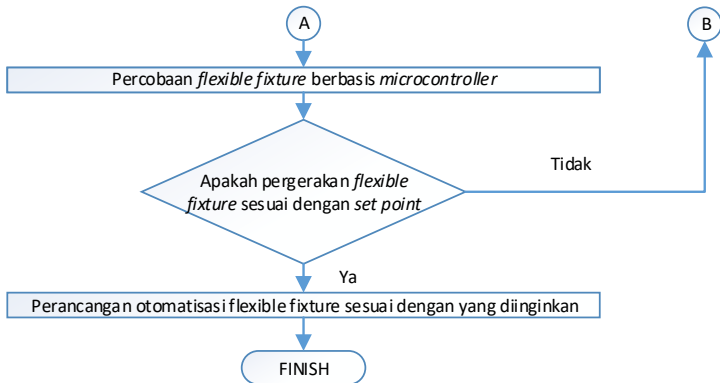 A
B
Percobaan flexible fixture berbasis microcontroller
Tidak
Apakah pergerakan flexible
fixture sesuai dengan set point
Ya
Perancangan otomatisasi flexible fixture sesuai dengan yang diinginkan
FINISH